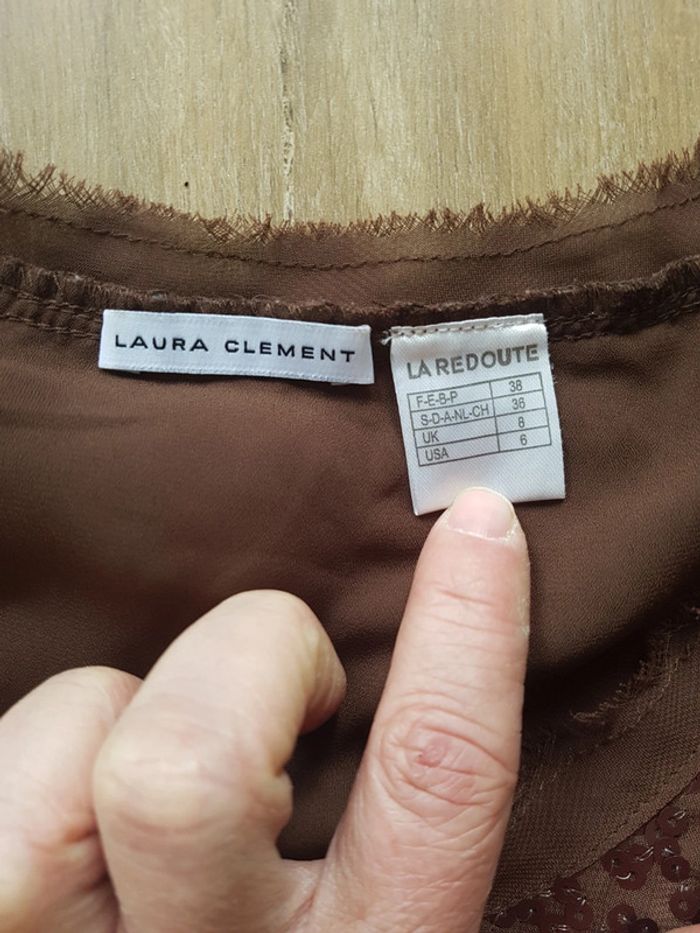 LAURA CLEMENT
LA REDOUTE
F-E-B-P 38
S-D-A-NL-CH 36
UK 8
USA 6